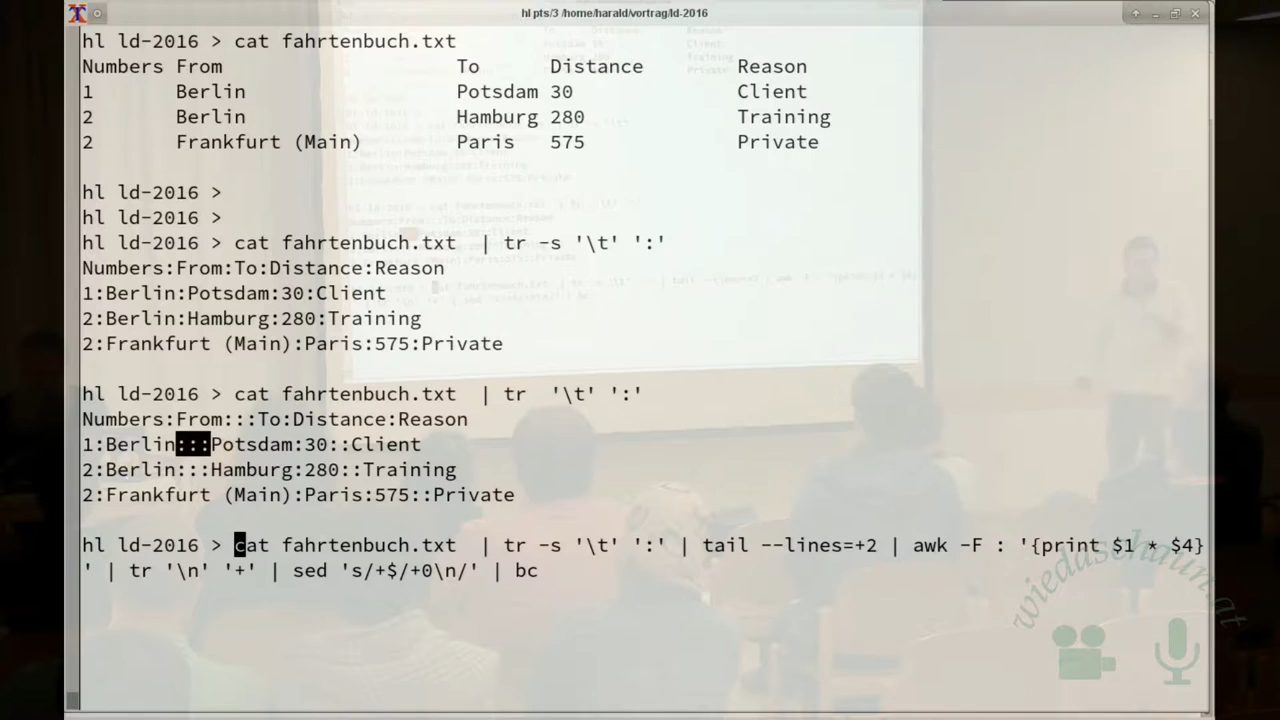 hl pts/3 /home/harald/vortrag/ld-2016
hl ld-2016 > cat fahrtenbuch.txt
Numbers From To Distance Reason
1 Berlin Potsdam 30 Client
2 Berlin Hamburg 280 Training
2 Frankfurt (Main) Paris 575 Private
hl ld-2016 >
hl ld-2016 >
hl ld-2016 > cat fahrtenbuch.txt | tr -s '\t' ':'
Numbers:From:To:Distance:Reason
1:Berlin:Potsdam:30:Client
2:Berlin:Hamburg:280:Training
2:Frankfurt (Main):Paris:575:Private
hl ld-2016 > cat fahrtenbuch.txt | tr '\t' ':'
Numbers:From:::To:Distance:Reason
1:Berlin:::Potsdam:30::Client
2:Berlin:::Hamburg:280::Training
2:Frankfurt (Main):Paris:575::Private
hl ld-2016 > cat fahrtenbuch.txt | tr -s '\t' ':' | tail --lines=+2 | awk -F : '{print $1 * $4}
' | tr '\n' '+' | sed 's/+$/+0\n/' | bc
wieduschaun.at